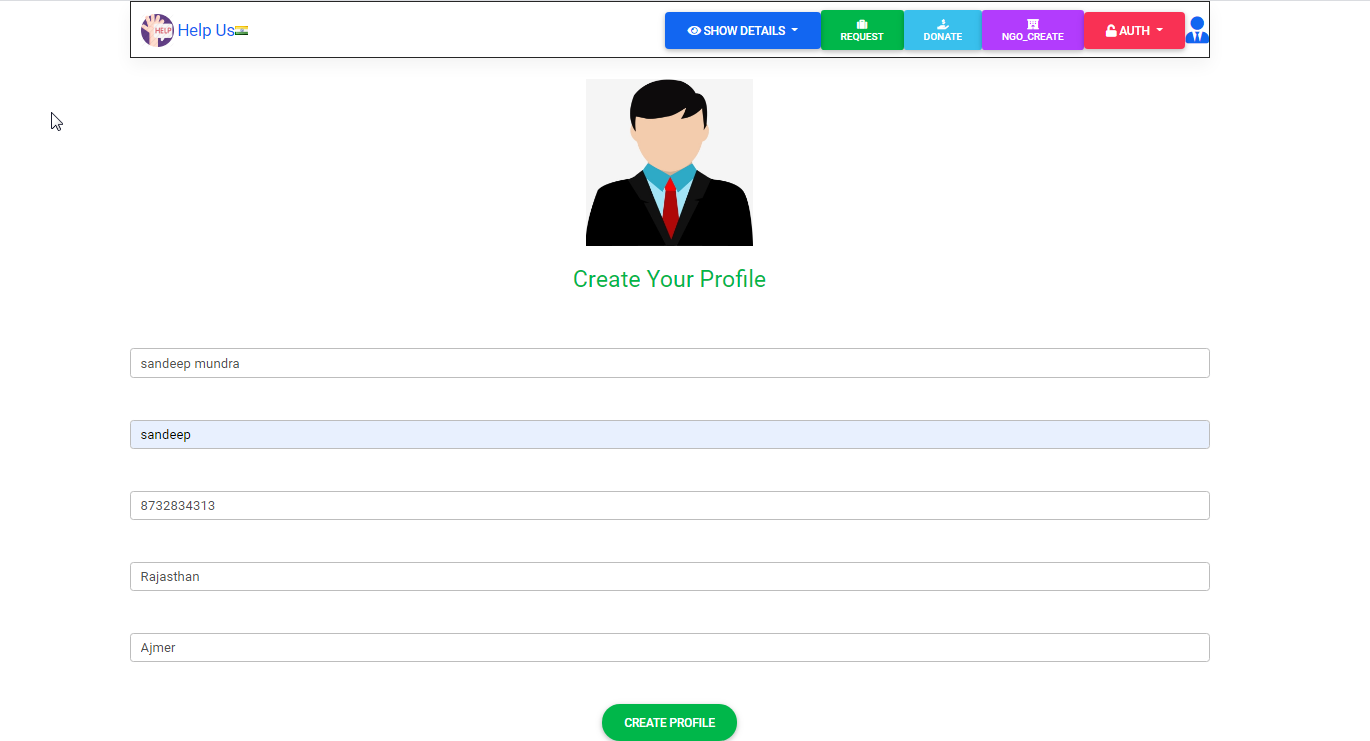 HELP
Help Us
SHOW DETAILS
REQUEST
DONATE
NGO_CREATE
AUTH
Create Your Profile
sandeep mundra
sandeep
8732834313
Rajasthan
Ajmer
CREATE PROFILE